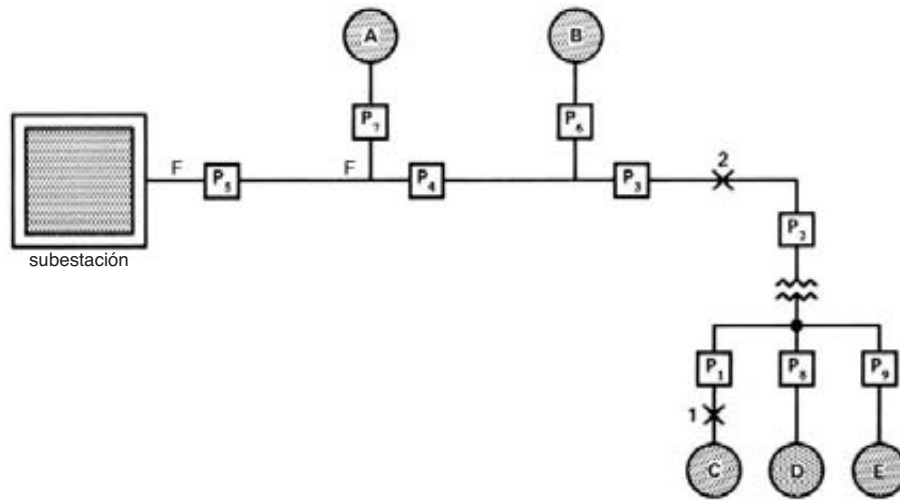 A
B
P₇
P₆
F
P₅
F
P₄
P₃
2
subestación
P₂
P₁
P₈
P₉
1
C
D
E